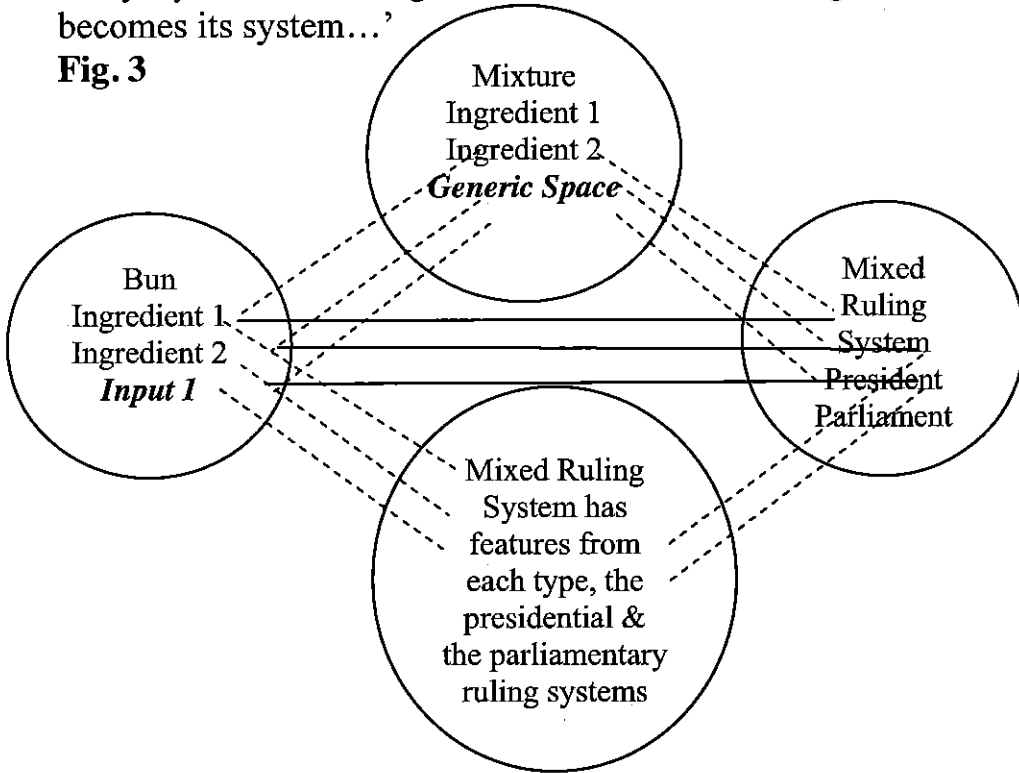 becomes its system…’
Fig. 3
Mixture
Ingredient 1
Ingredient 2
Generic Space
Bun
Ingredient 1
Ingredient 2
Input 1
Mixed
Ruling
System
President
Parliament
Mixed Ruling
System has
features from
each type, the
presidential &
the parliamentary
ruling systems